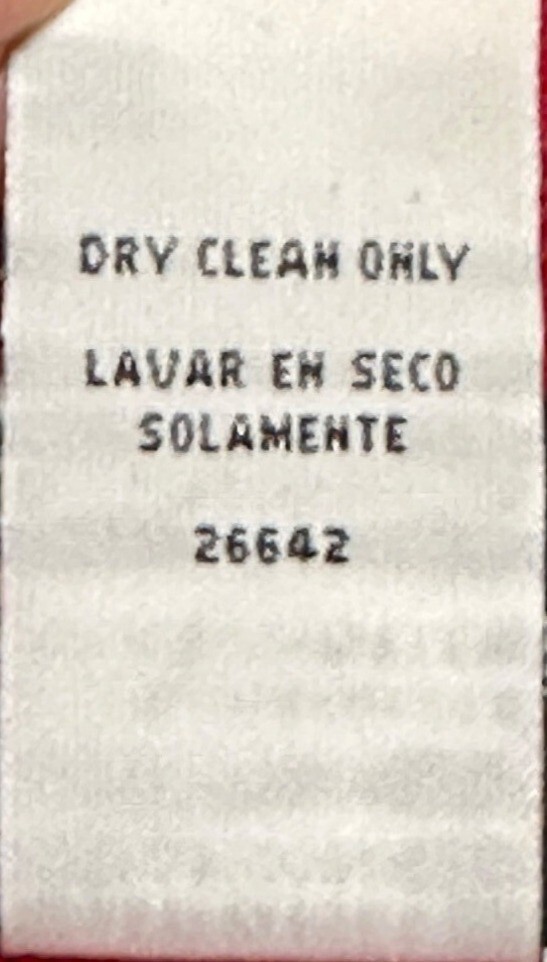 DRY CLEAN ONLY
LAVAR EN SECO
SOLAMENTE
26642